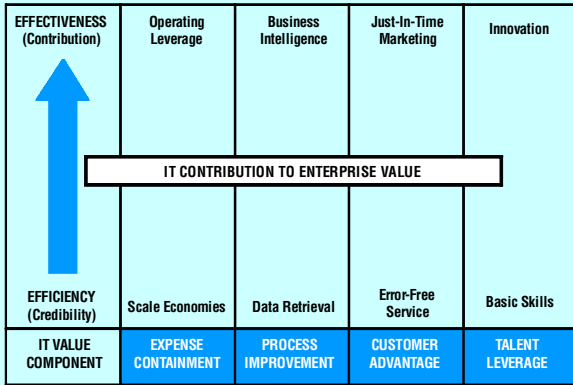 EFFECTIVENESS
(Contribution)
Operating
Leverage
Business
Intelligence
Just-In-Time
Marketing
Innovation
IT CONTRIBUTION TO ENTERPRISE VALUE
EFFICIENCY
(Credibility)
Scale Economies
Data Retrieval
Error-Free
Service
Basic Skills
IT VALUE
COMPONENT
EXPENSE
CONTAINMENT
PROCESS
IMPROVEMENT
CUSTOMER
ADVANTAGE
TALENT
LEVERAGE